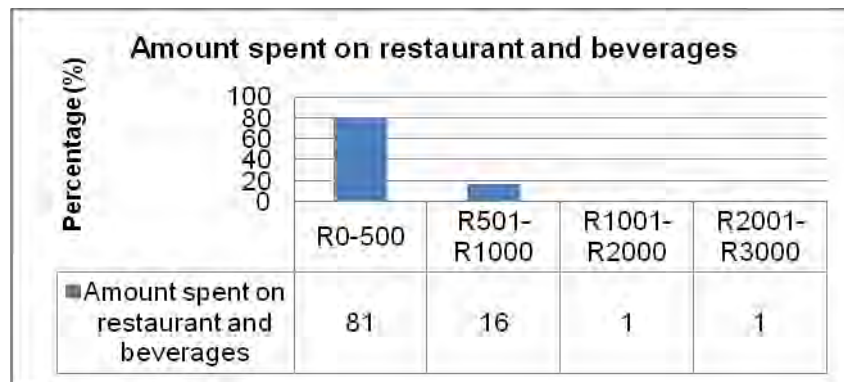 Amount spent on restaurant and beverages
Percentage (%)
100
80
60
40
20
0
R0-500 R501- R1001- R2001-
R1000 R2000 R3000
Amount spent on
restaurant and 81 16 1 1
beverages